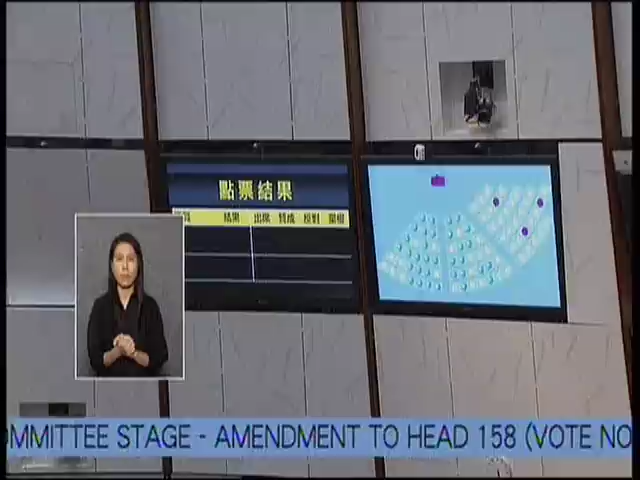 點票結果
結果 出席 贊成 反對 棄權
OMMITTEE STAGE - AMENDMENT TO HEAD 158 (VOTE NO